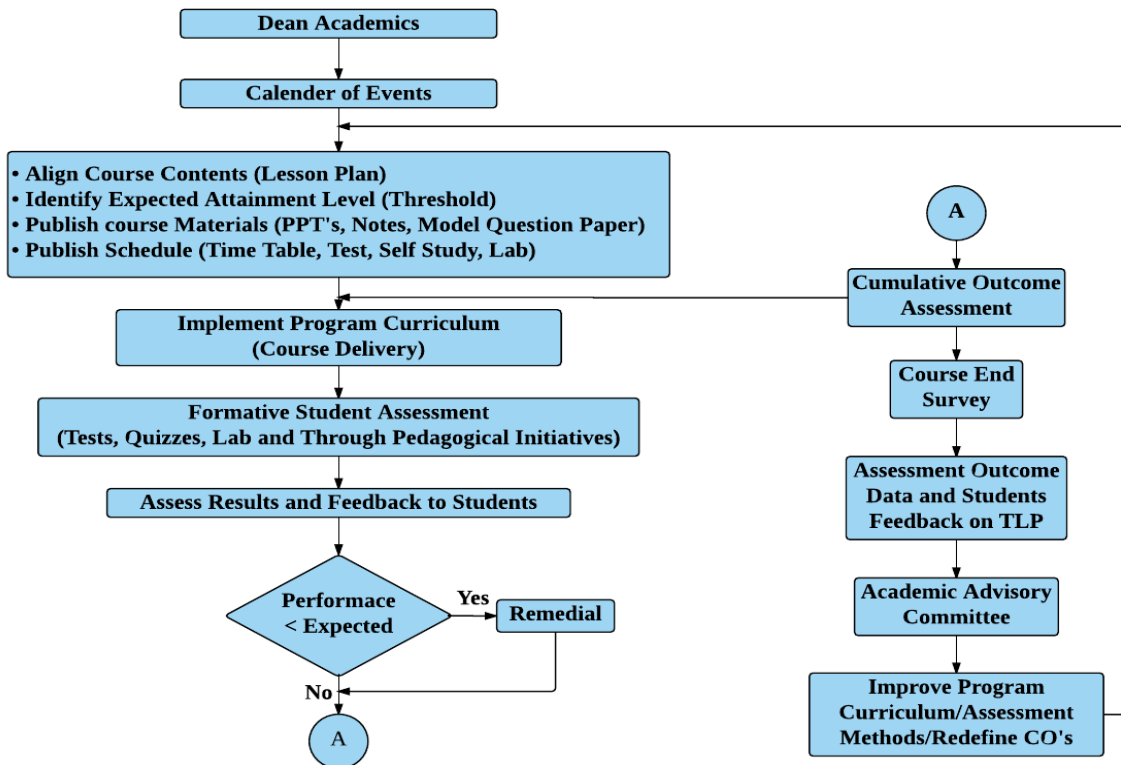 Dean Academics
Calender of Events
• Align Course Contents (Lesson Plan)
• Identify Expected Attainment Level (Threshold)
• Publish course Materials (PPT's, Notes, Model Question Paper)
• Publish Schedule (Time Table, Test, Self Study, Lab)
Implement Program Curriculum
(Course Delivery)
Formative Student Assessment
(Tests, Quizzes, Lab and Through Pedagogical Initiatives)
Assess Results and Feedback to Students
Performace
< Expected
Yes
Remedial
No
A
A
Cumulative Outcome
Assessment
Course End
Survey
Assessment Outcome
Data and Students
Feedback on TLP
Academic Advisory
Committee
Improve Program
Curriculum/Assessment
Methods/Redefine CO's